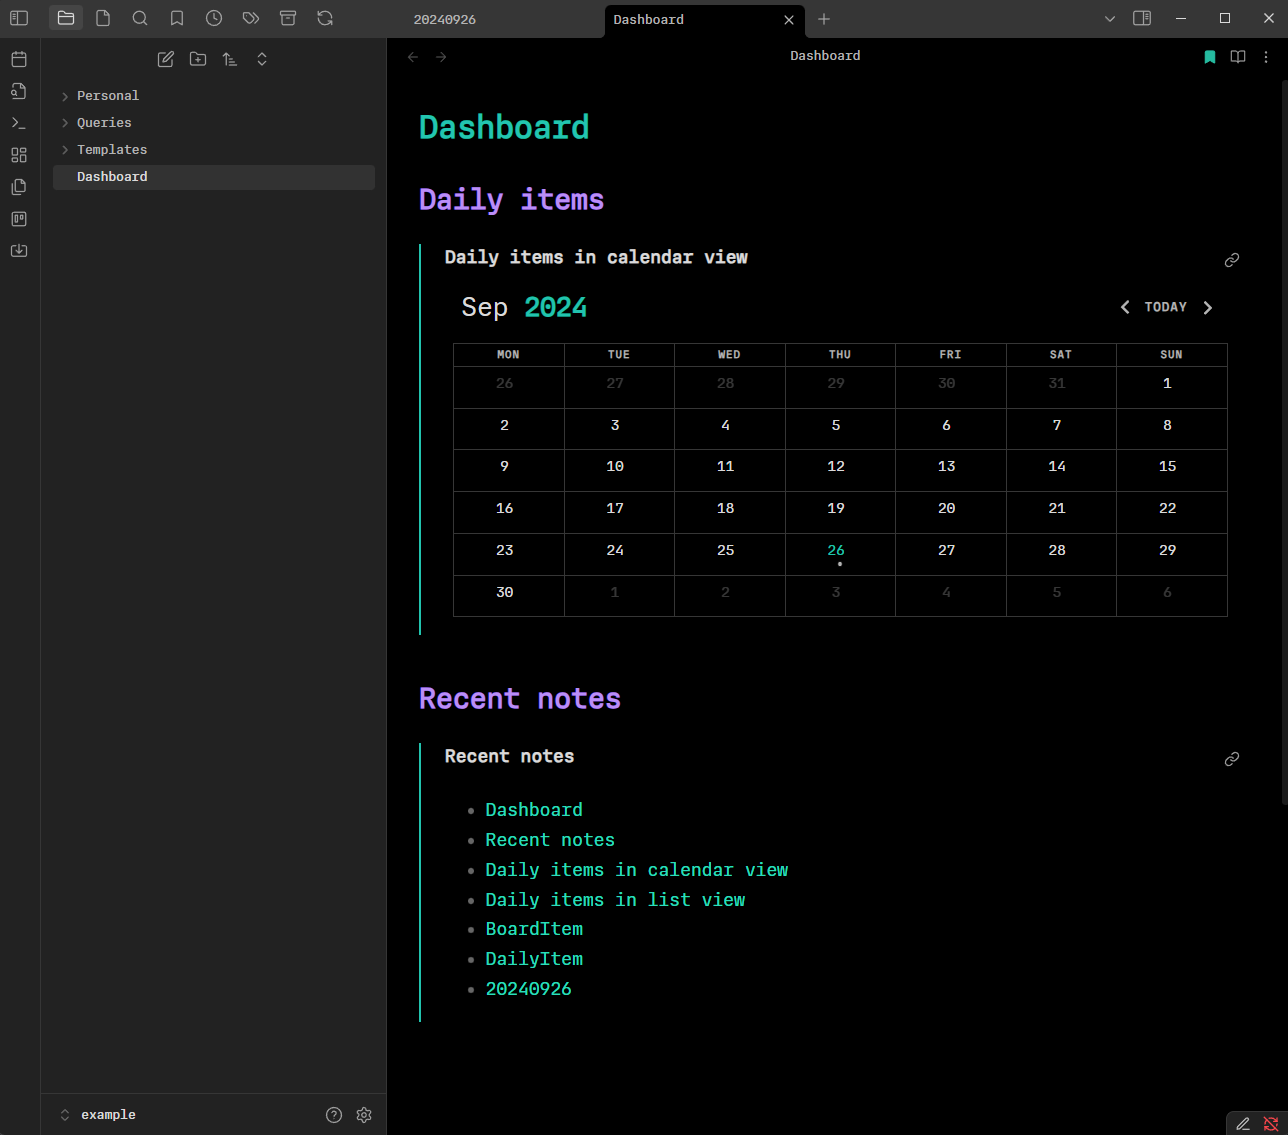 20240926
Dashboard
Dashboard
Personal
Queries
Templates
Dashboard
Dashboard
Daily items
Daily items in calendar view
Sep 2024
TODAY
MON TUE WED THU FRI SAT SUN
26 27 28 29 30 31 1
2 3 4 5 6 7 8
9 10 11 12 13 14 15
16 17 18 19 20 21 22
23 24 25 26 27 28 29
30 1 2 3 4 5 6
Recent notes
Recent notes
Dashboard
Recent notes
Daily items in calendar view
Daily items in list view
BoardItem
DailyItem
20240926
example